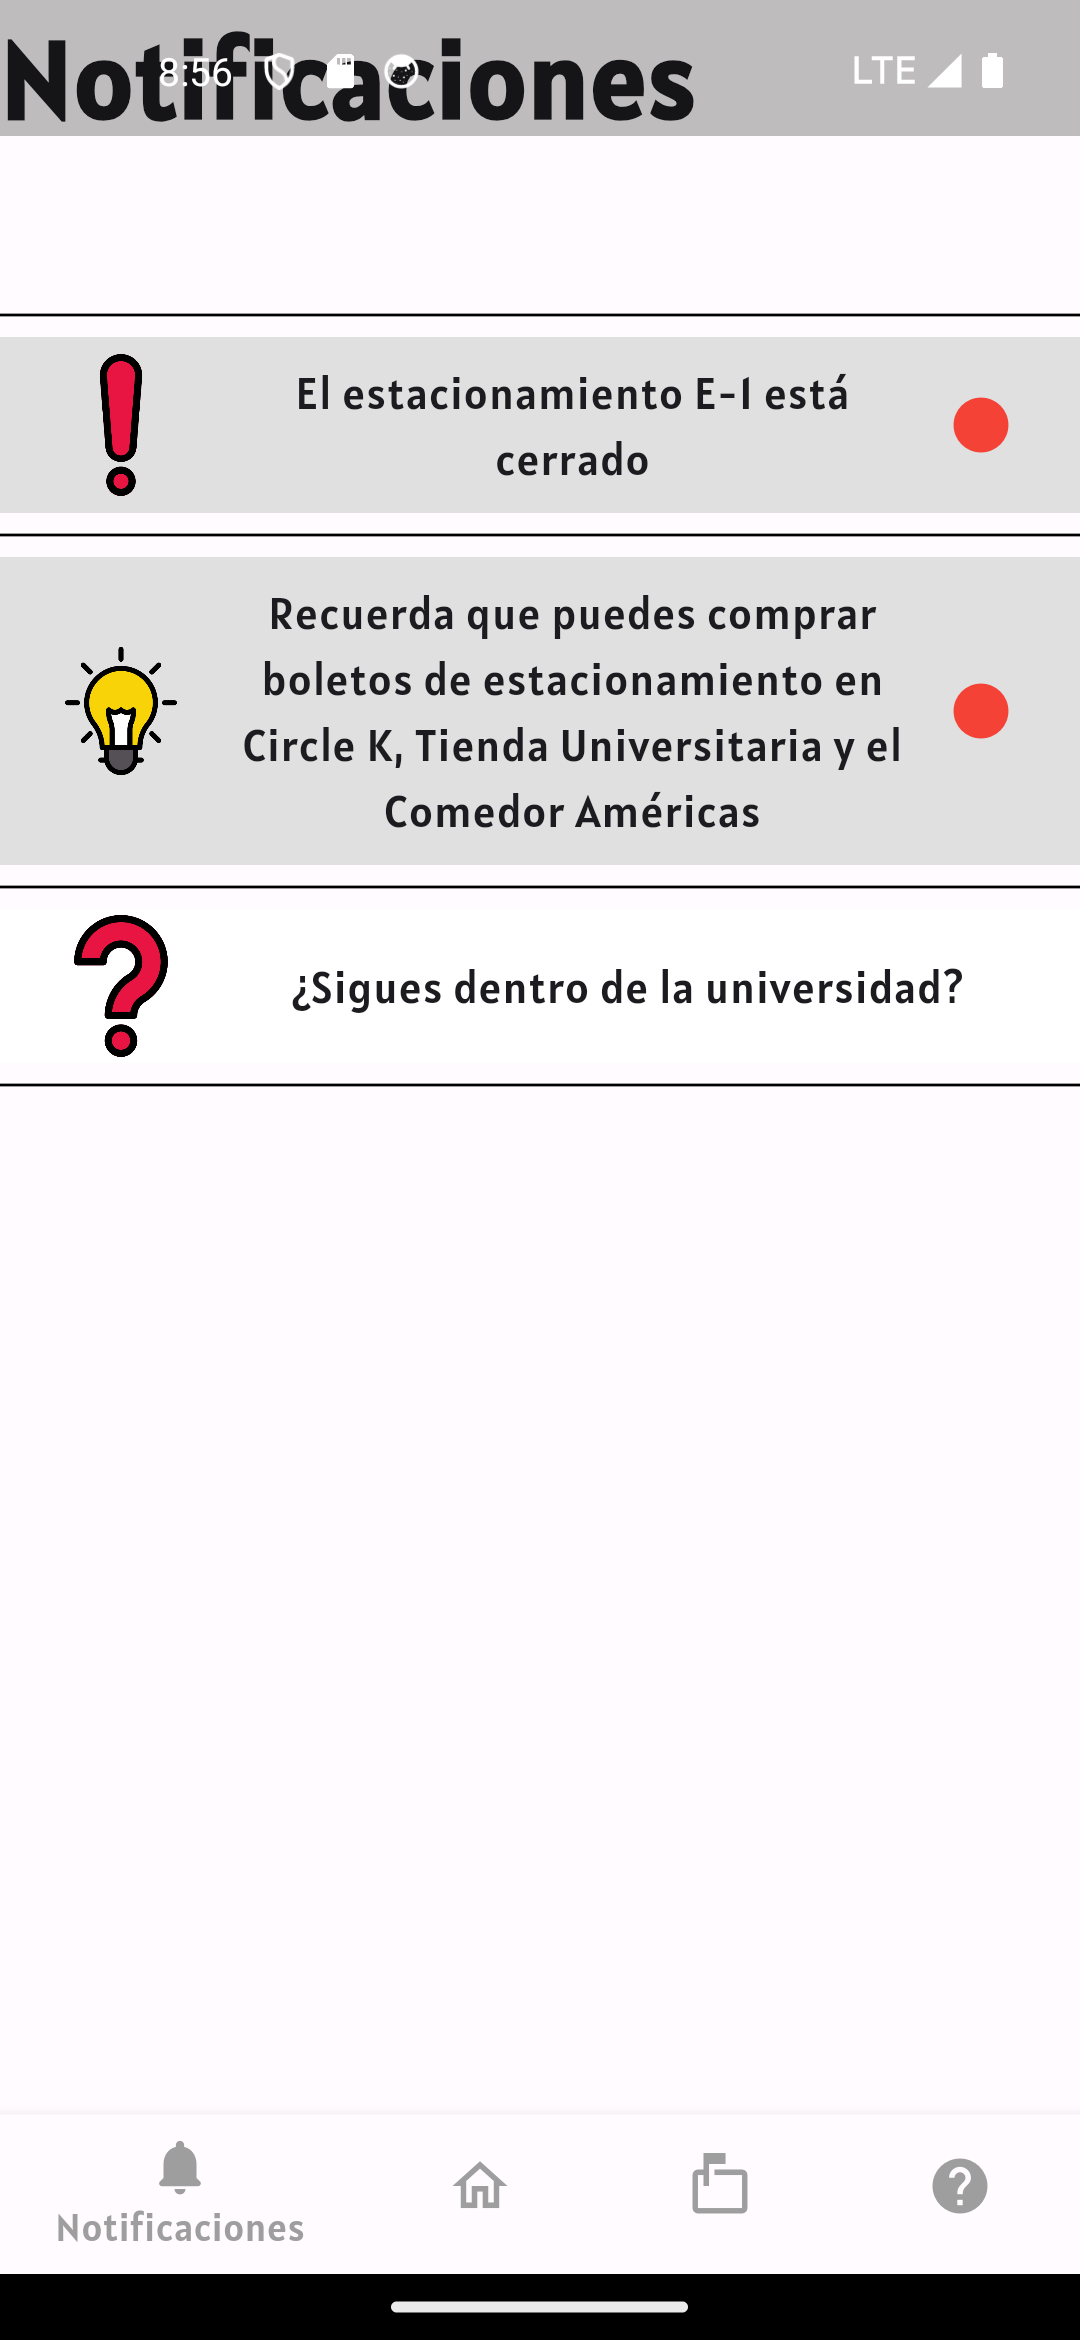 Notificaciones
8:56
LTE
El estacionamiento E-1 está
cerrado
Recuerda que puedes comprar
boletos de estacionamiento en
Circle K, Tienda Universitaria y el
Comedor Américas
¿Sigues dentro de la universidad?
Notificaciones